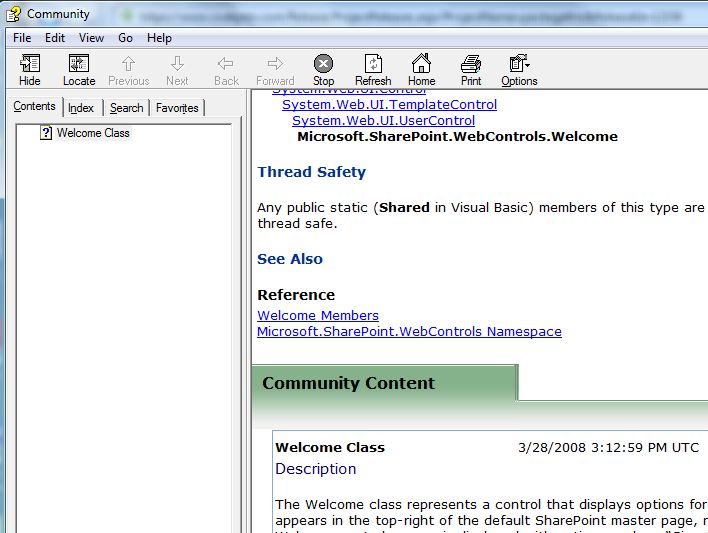 Community
File Edit View Go Help
Hide Locate Previous Next Back Forward Stop Refresh Home Print Options
Contents Index Search Favorites
Welcome Class
System.Web.UI.Control
System.Web.UI.TemplateControl
System.Web.UI.UserControl
Microsoft.SharePoint.WebControls.Welcome
Thread Safety
Any public static (Shared in Visual Basic) members of this type are
thread safe.
See Also
Reference
Welcome Members
Microsoft.SharePoint.WebControls Namespace
Community Content
Welcome Class 3/28/2008 3:12:59 PM UTC
Description
The Welcome class represents a control that displays options for
appears in the top-right of the default SharePoint master page,